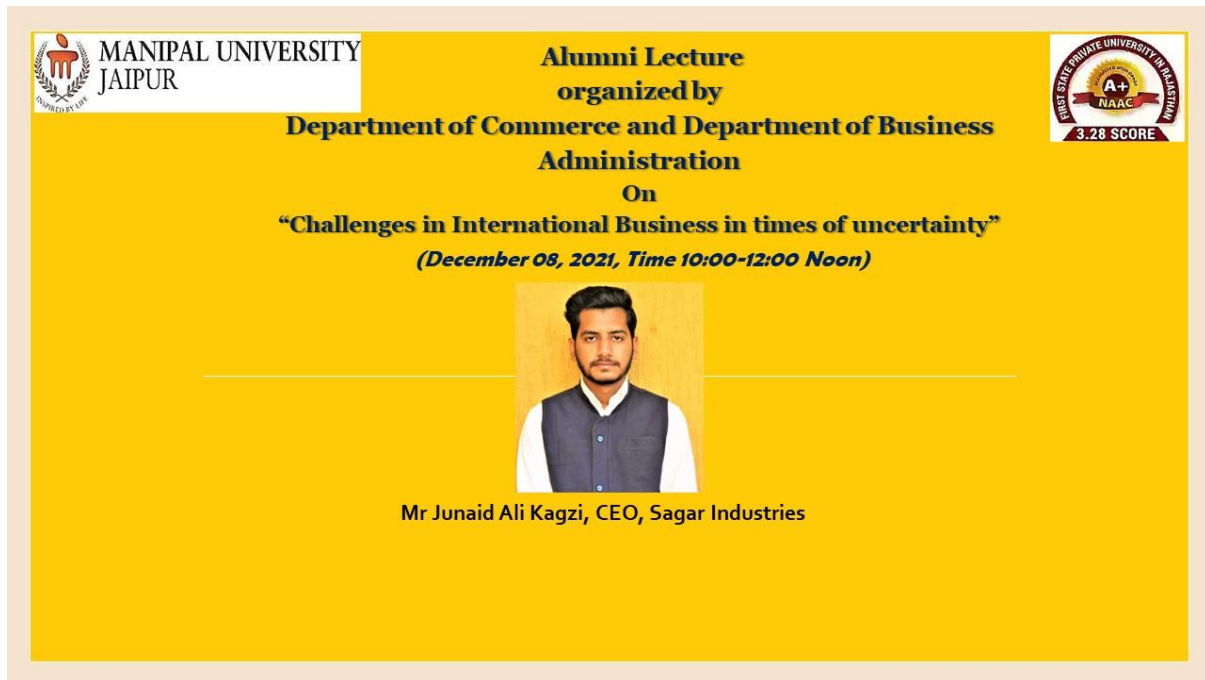 MANIPAL UNIVERSITY
JAIPUR
INSPIRED BY LIFE
Alumni Lecture
organized by
Department of Commerce and Department of Business
Administration
On
“Challenges in International Business in times of uncertainty”
(December 08, 2021, Time 10:00-12:00 Noon)
FIRST STATE PRIVATE UNIVERSITY IN RAJASTHAN
A+
NAAC
3.28 SCORE
Mr Junaid Ali Kagzi, CEO, Sagar Industries